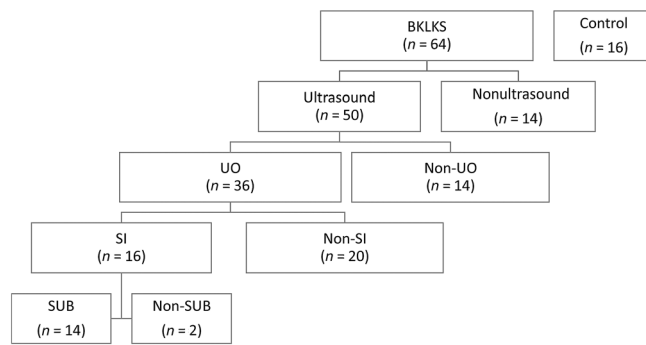 BKLKS
(n = 64)
Control
(n = 16)
Ultrasound
(n = 50)
Nonultrasound
(n = 14)
UO
(n = 36)
Non-UO
(n = 14)
SI
(n = 16)
Non-SI
(n = 20)
SUB
(n = 14)
Non-SUB
(n = 2)